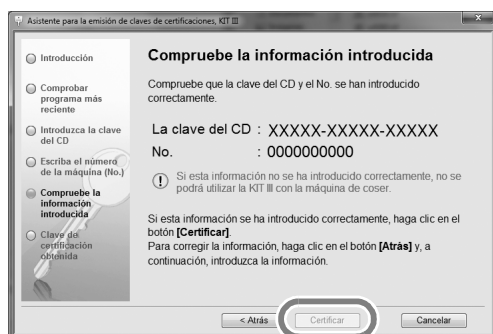 Asistente para la emisión de claves de certificaciones, KIT III
Introducción
Comprobar
programa más
reciente
Introduzca la clave
del CD
Escriba el número
de la máquina (No.)
Compruebe la
información
introducida
Clave de
certificación
obtenida
Compruebe la información introducida
Compruebe que la clave del CD y el No. se han introducido
correctamente.
La clave del CD : XXXXX-XXXXX-XXXXX
No. : 0000000000
Si esta información no se ha introducido correctamente, no se
podrá utilizar la KIT III con la máquina de coser.
Si esta información se ha introducido correctamente, haga clic en el
botón [Certificar].
Para corregir la información, haga clic en el botón [Atrás] y, a
continuación, introduzca la información.
< Atrás Certificar Cancelar